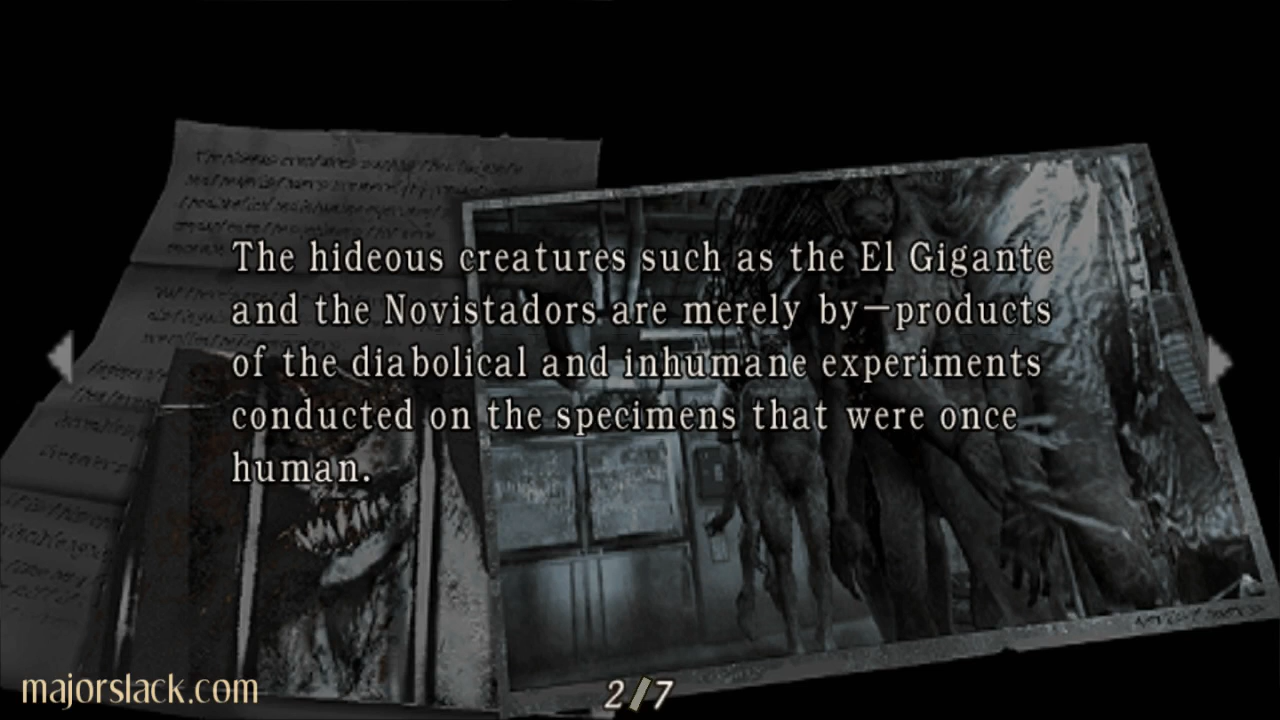 The hideous creatures such as the El Gigante
and the Novistadors are merely by—products
of the diabolical and inhumane experiments
conducted on the specimens that were once
human.
2/7
majorslack.com